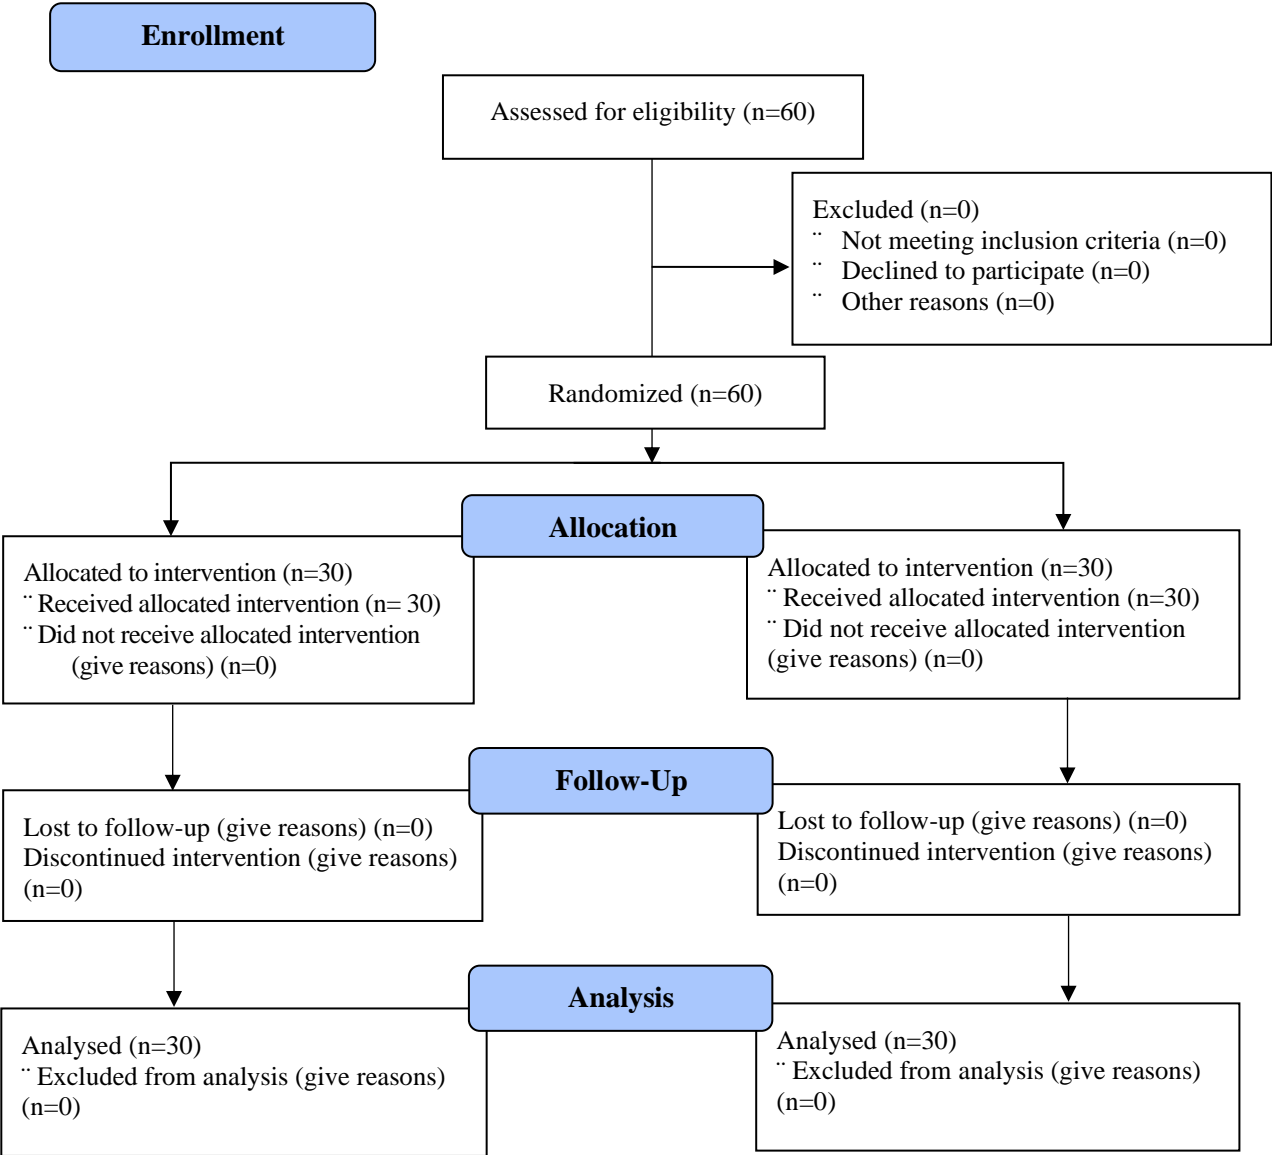 Enrollment
Assessed for eligibility (n=60)
Excluded (n=0)
¨ Not meeting inclusion criteria (n=0)
¨ Declined to participate (n=0)
¨ Other reasons (n=0)
Randomized (n=60)
Allocation
Allocated to intervention (n=30)
¨ Received allocated intervention (n= 30)
¨ Did not receive allocated intervention
(give reasons) (n=0)
Allocated to intervention (n=30)
¨ Received allocated intervention (n=30)
¨ Did not receive allocated intervention
(give reasons) (n=0)
Follow-Up
Lost to follow-up (give reasons) (n=0)
Discontinued intervention (give reasons)
(n=0)
Lost to follow-up (give reasons) (n=0)
Discontinued intervention (give reasons)
(n=0)
Analysis
Analysed (n=30)
¨ Excluded from analysis (give reasons)
(n=0)
Analysed (n=30)
¨ Excluded from analysis (give reasons)
(n=0)